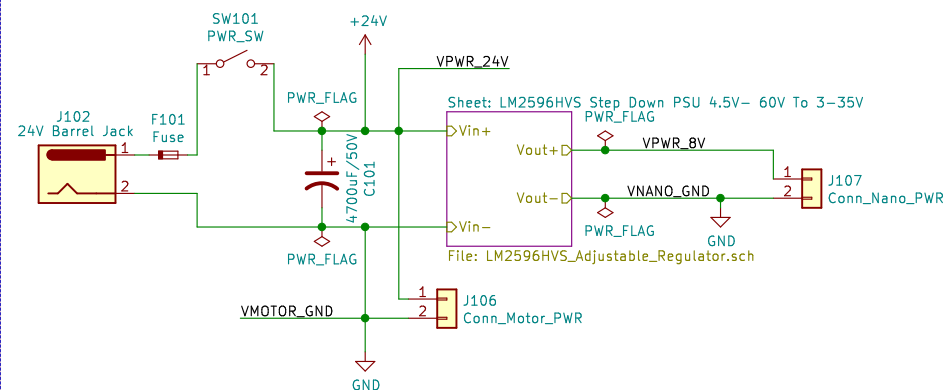 SW101
PWR_SW
1
2
+24V
VPWR_24V
J102
24V Barrel Jack
1
2
F101
Fuse
PWR_FLAG
+
4700uF/50V
C101
PWR_FLAG
Sheet: LM2596HVS Step Down PSU 4.5V- 60V To 3-35V
PWR_FLAG
Vin+
Vout+
VPWR_8V
Vout-
VNANO_GND
Vin-
PWR_FLAG
File: LM2596HVS_Adjustable_Regulator.sch
GND
1
2
J107
Conn_Nano_PWR
VMOTOR_GND
1
2
J106
Conn_Motor_PWR
GND